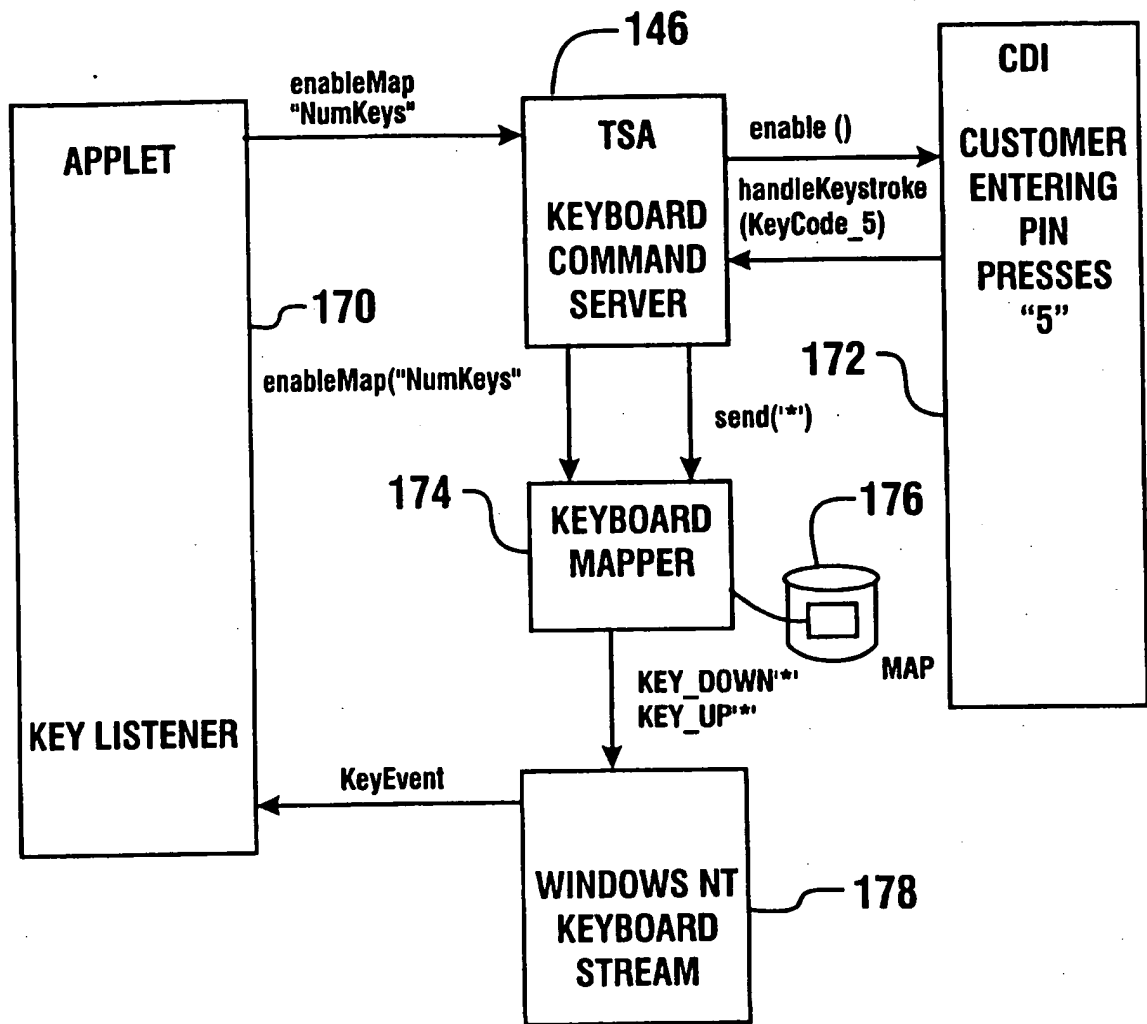 146
enableMap
"NumKeys"
APPLET
TSA
KEYBOARD
COMMAND
SERVER
enable ()
handleKeystroke
(KeyCode_5)
CDI
CUSTOMER
ENTERING
PIN
PRESSES
“5”
170
172
enableMap("NumKeys"
send('*')
174
KEYBOARD
MAPPER
176
MAP
KEY_DOWN'*'
KEY_UP'*'
KEY LISTENER
KeyEvent
WINDOWS NT
KEYBOARD
STREAM
178